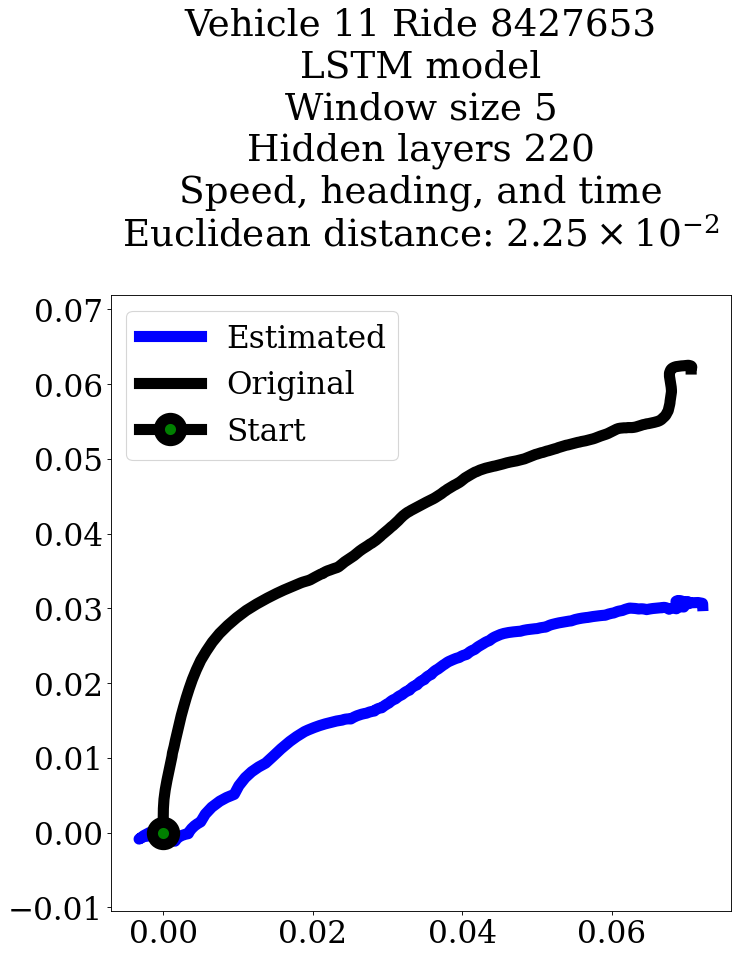 Vehicle 11 Ride 8427653
LSTM model
Window size 5
Hidden layers 220
Speed, heading, and time
Euclidean distance: 2.25 × 10⁻²
0.07
0.06
0.05
0.04
0.03
0.02
0.01
0.00
−0.01
Estimated
Original
Start
0.00 0.02 0.04 0.06